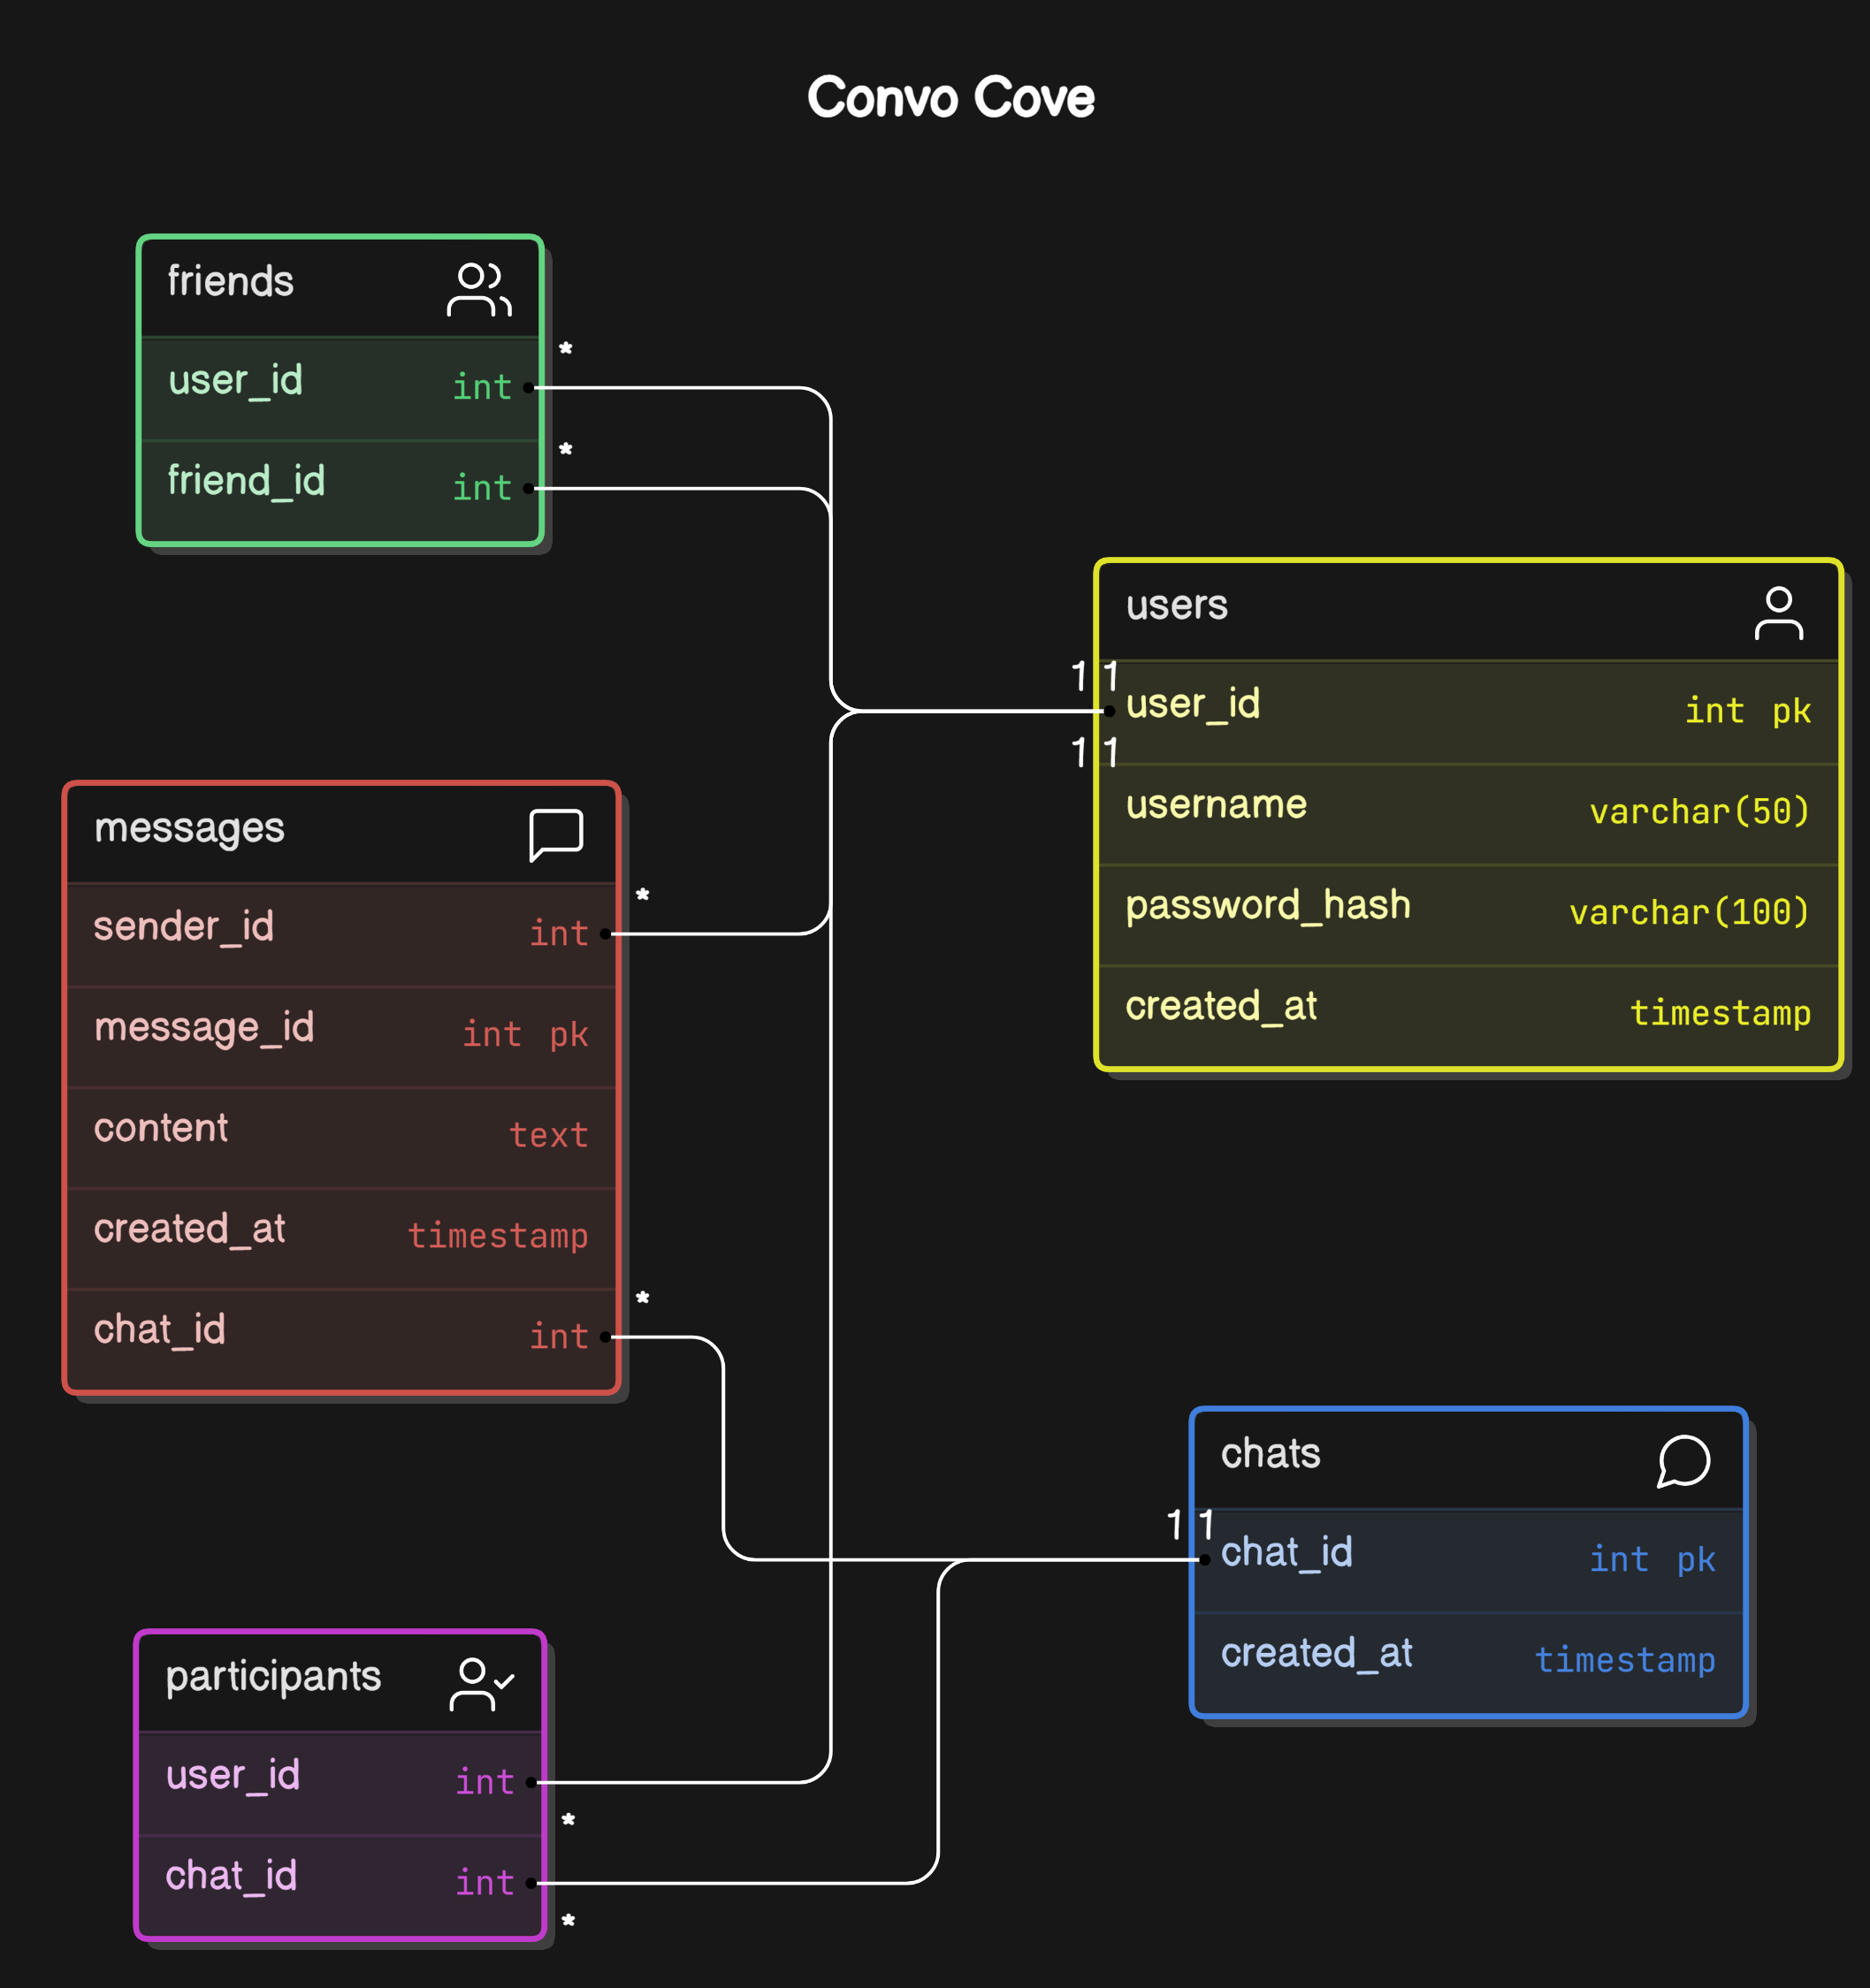 Convo Cove
friends
*
user_id int
*
friend_id int
users
1 1
user_id int pk
1 1
username varchar(50)
password_hash varchar(100)
created_at timestamp
messages
*
sender_id int
message_id int pk
content text
created_at timestamp
*
chat_id int
chats
1 1
chat_id int pk
created_at timestamp
participants
user_id int
*
chat_id int
*